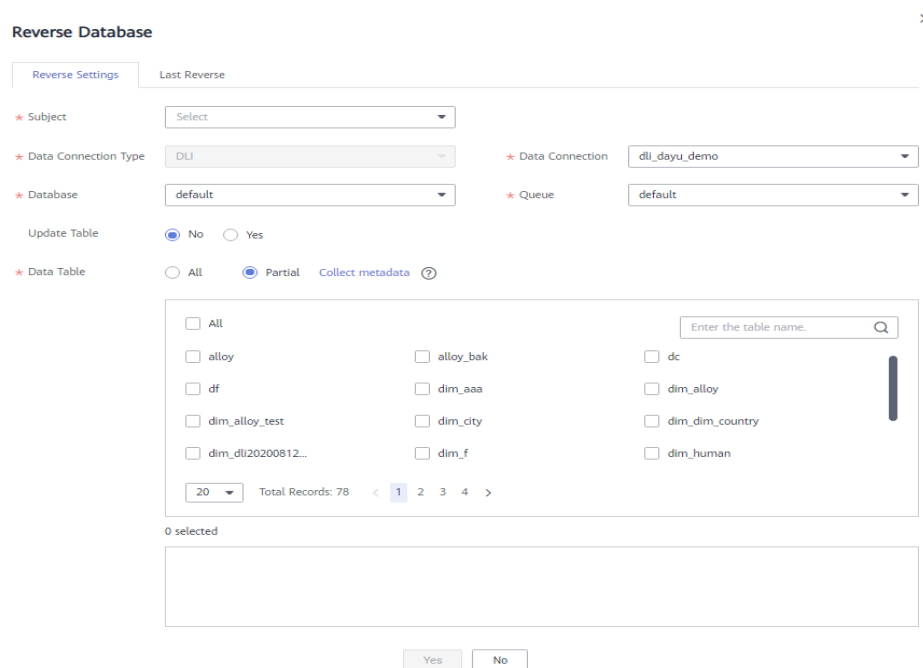 Reverse Database
Reverse Settings Last Reverse
* Subject Select
* Data Connection Type DLI * Data Connection dli_dayu_demo
* Database default * Queue default
Update Table No Yes
* Data Table All Partial Collect metadata ?
All Enter the table name.
alloy alloy_bak dc
df dim_aaa dim_alloy
dim_alloy_test dim_city dim_dim_country
dim_dli20200812... dim_f dim_human
20 Total Records: 78 < 1 2 3 4 >
0 selected
Yes No